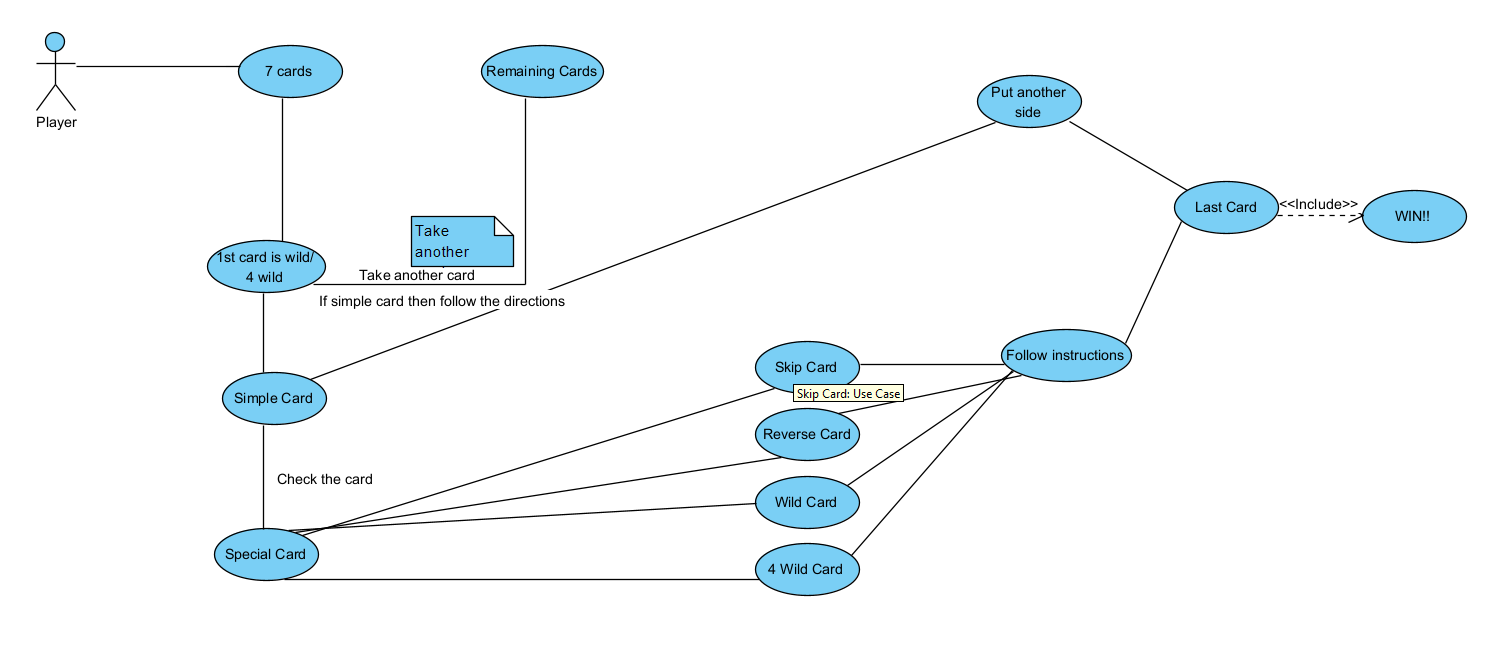 Player
7 cards
Remaining Cards
Put another
side
Last Card
<<Include>>
WIN!!
Take
another
1st card is wild/
4 wild
Take another card
If simple card then follow the directions
Simple Card
Skip Card
Skip Card: Use Case
Follow instructions
Reverse Card
Check the card
Wild Card
Special Card
4 Wild Card